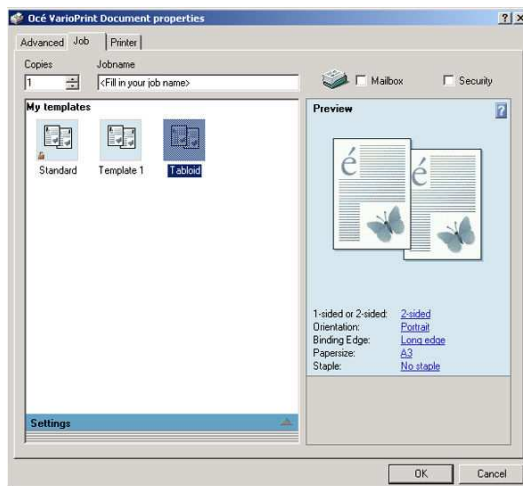 Océ VarioPrint Document properties
Advanced Job Printer
Copies Jobname
1 <Fill in your job name> Mailbox Security
My templates Preview
Standard Template 1 Tabloid
é é
1-sided or 2-sided: 2-sided
Orientation: Portrait
Binding Edge: Long edge
Papersize: A3
Staple: No staple
Settings
OK Cancel